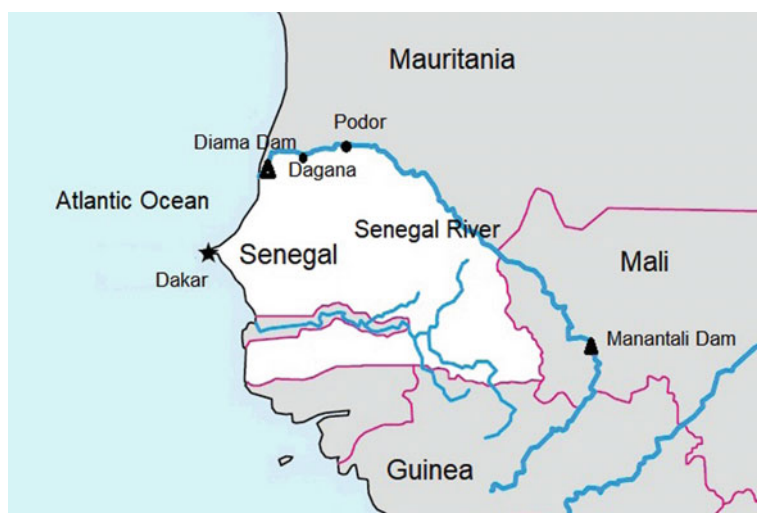 Mauritania
Podor
Diama Dam
Dagana
Atlantic Ocean
Senegal River
Senegal
Mali
Dakar
Manantali Dam
Guinea